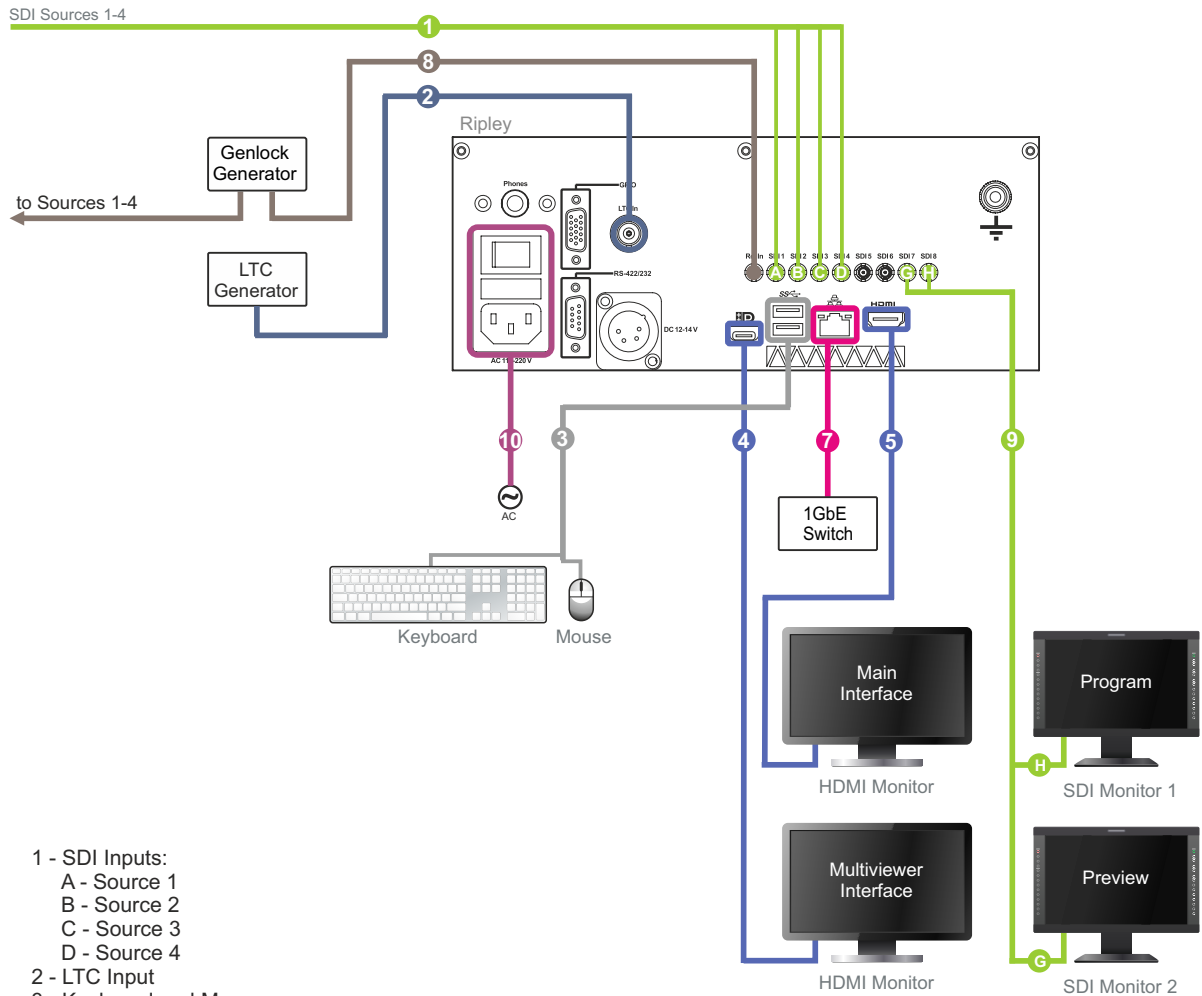 SDI Sources 1-4
1
8
2
Ripley
Genlock
Generator
to Sources 1-4
LTC
Generator
Phones
LTC In
RS-422/232
DC 12-14 V
SDI 1 SDI 2 SDI 3 SDI 4 SDI 5 SDI 6 SDI 7 SDI 8
A B C D G H
SS
HDMI
10
3
4
7
5
9
AC
1GbE
Switch
Keyboard
Mouse
Main
Interface
HDMI Monitor
Program
H
SDI Monitor 1
Multiviewer
Interface
HDMI Monitor
Preview
G
SDI Monitor 2
1 - SDI Inputs:
A - Source 1
B - Source 2
C - Source 3
D - Source 4
2 - LTC Input